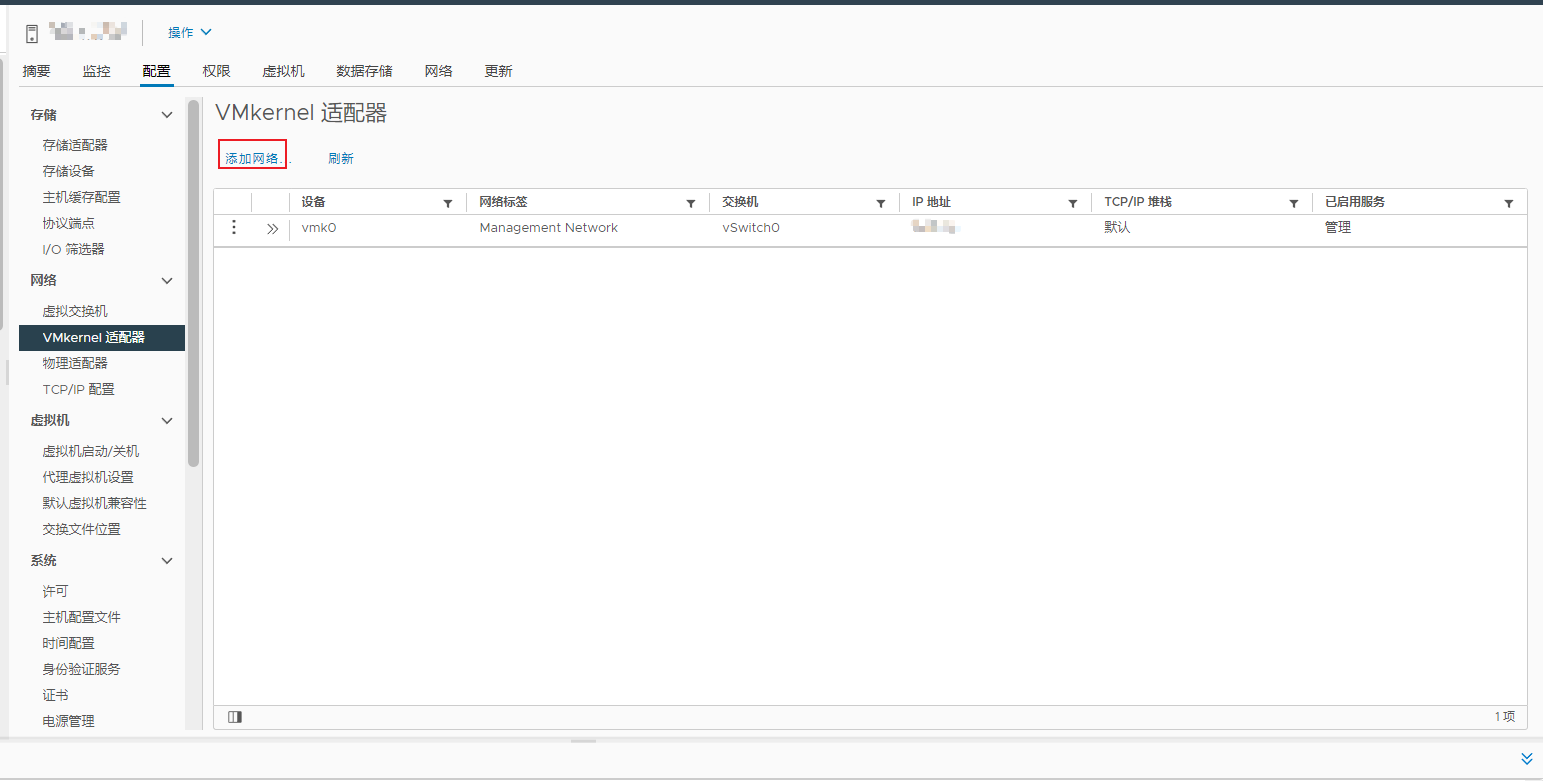 操作
摘要 监控 配置 权限 虚拟机 数据存储 网络 更新
存储
存储适配器
存储设备
主机缓存配置
协议端点
I/O 筛选器
网络
虚拟交换机
VMkernel 适配器
物理适配器
TCP/IP 配置
虚拟机
虚拟机启动/关机
代理虚拟机设置
默认虚拟机兼容性
交换文件位置
系统
许可
主机配置文件
时间配置
身份验证服务
证书
电源管理
VMkernel 适配器
添加网络... 刷新
设备 网络标签 交换机 IP 地址 TCP/IP 堆栈 已启用服务
vmk0 Management Network vSwitch0 默认 管理
1 项